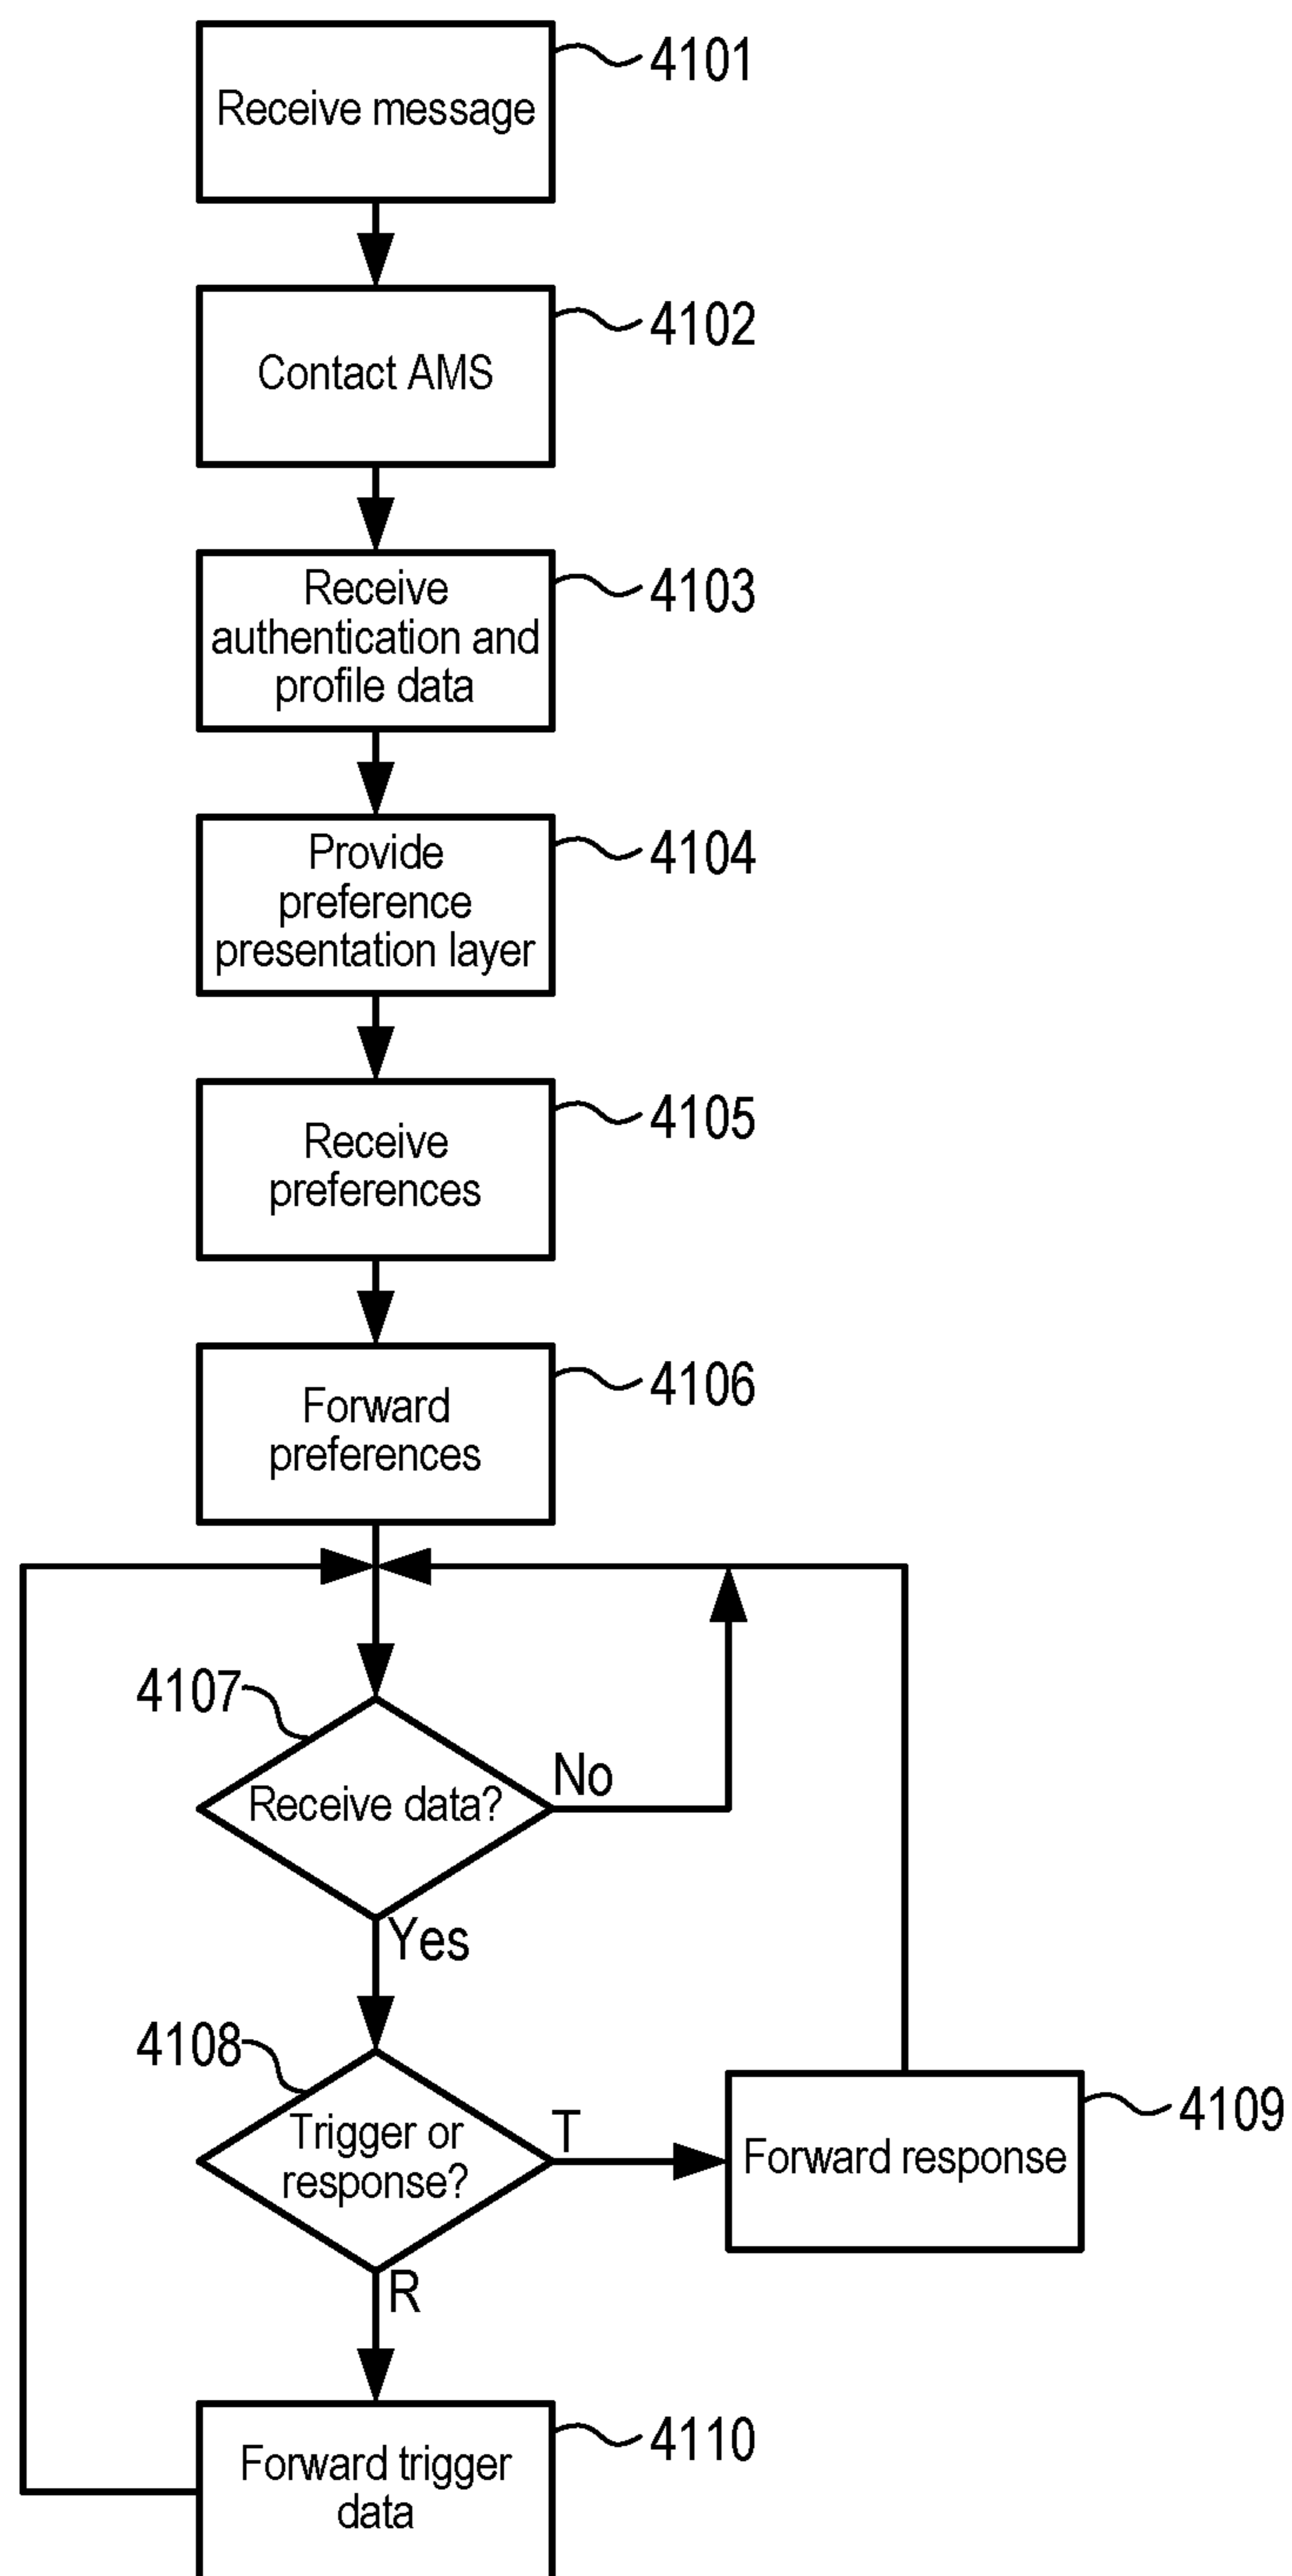 4101
Receive message
4102
Contact AMS
4103
Receive
authentication and
profile data
4104
Provide
preference
presentation layer
4105
Receive
preferences
4106
Forward
preferences
4107
Receive data?
No
Yes
4108
Trigger or
response?
T
4109
Forward response
R
4110
Forward trigger
data